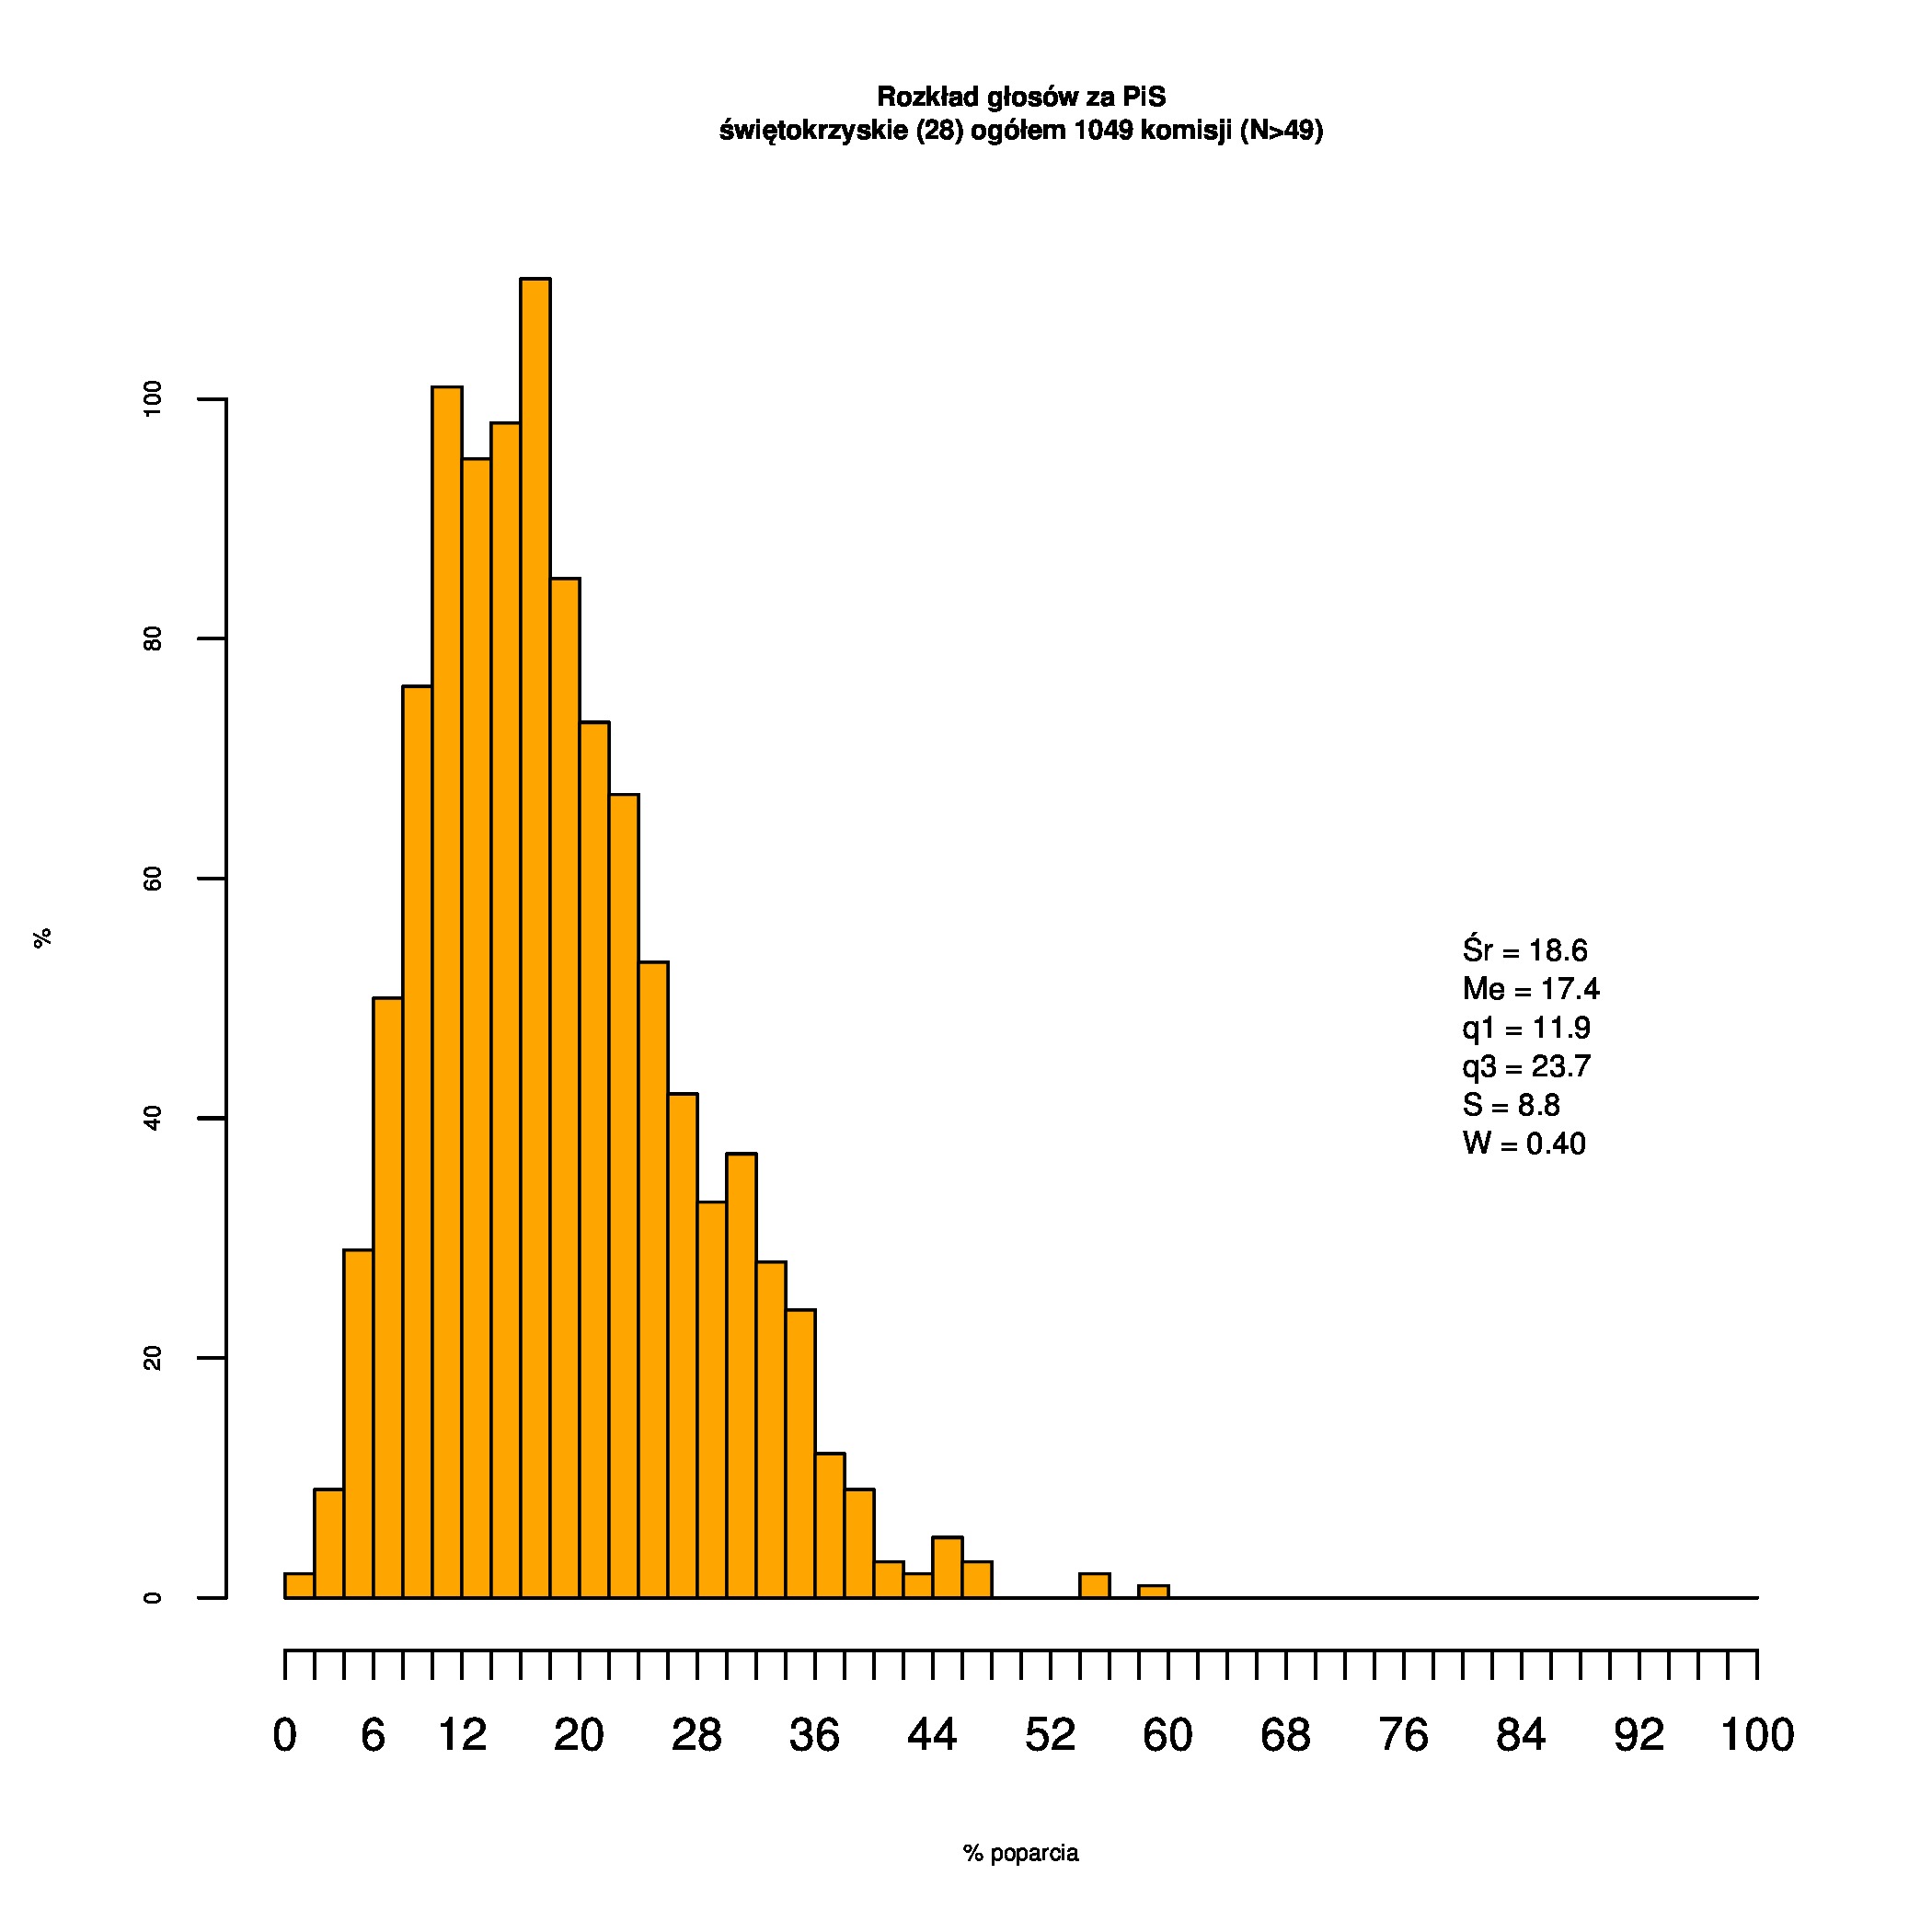 Rozkład głosów za PiS
świętokrzyskie (28) ogółem 1049 komisji (N>49)
100
80
60
40
20
0
%
Śr = 18.6
Me = 17.4
q1 = 11.9
q3 = 23.7
S = 8.8
W = 0.40
0 6 12 20 28 36 44 52 60 68 76 84 92 100
% poparcia